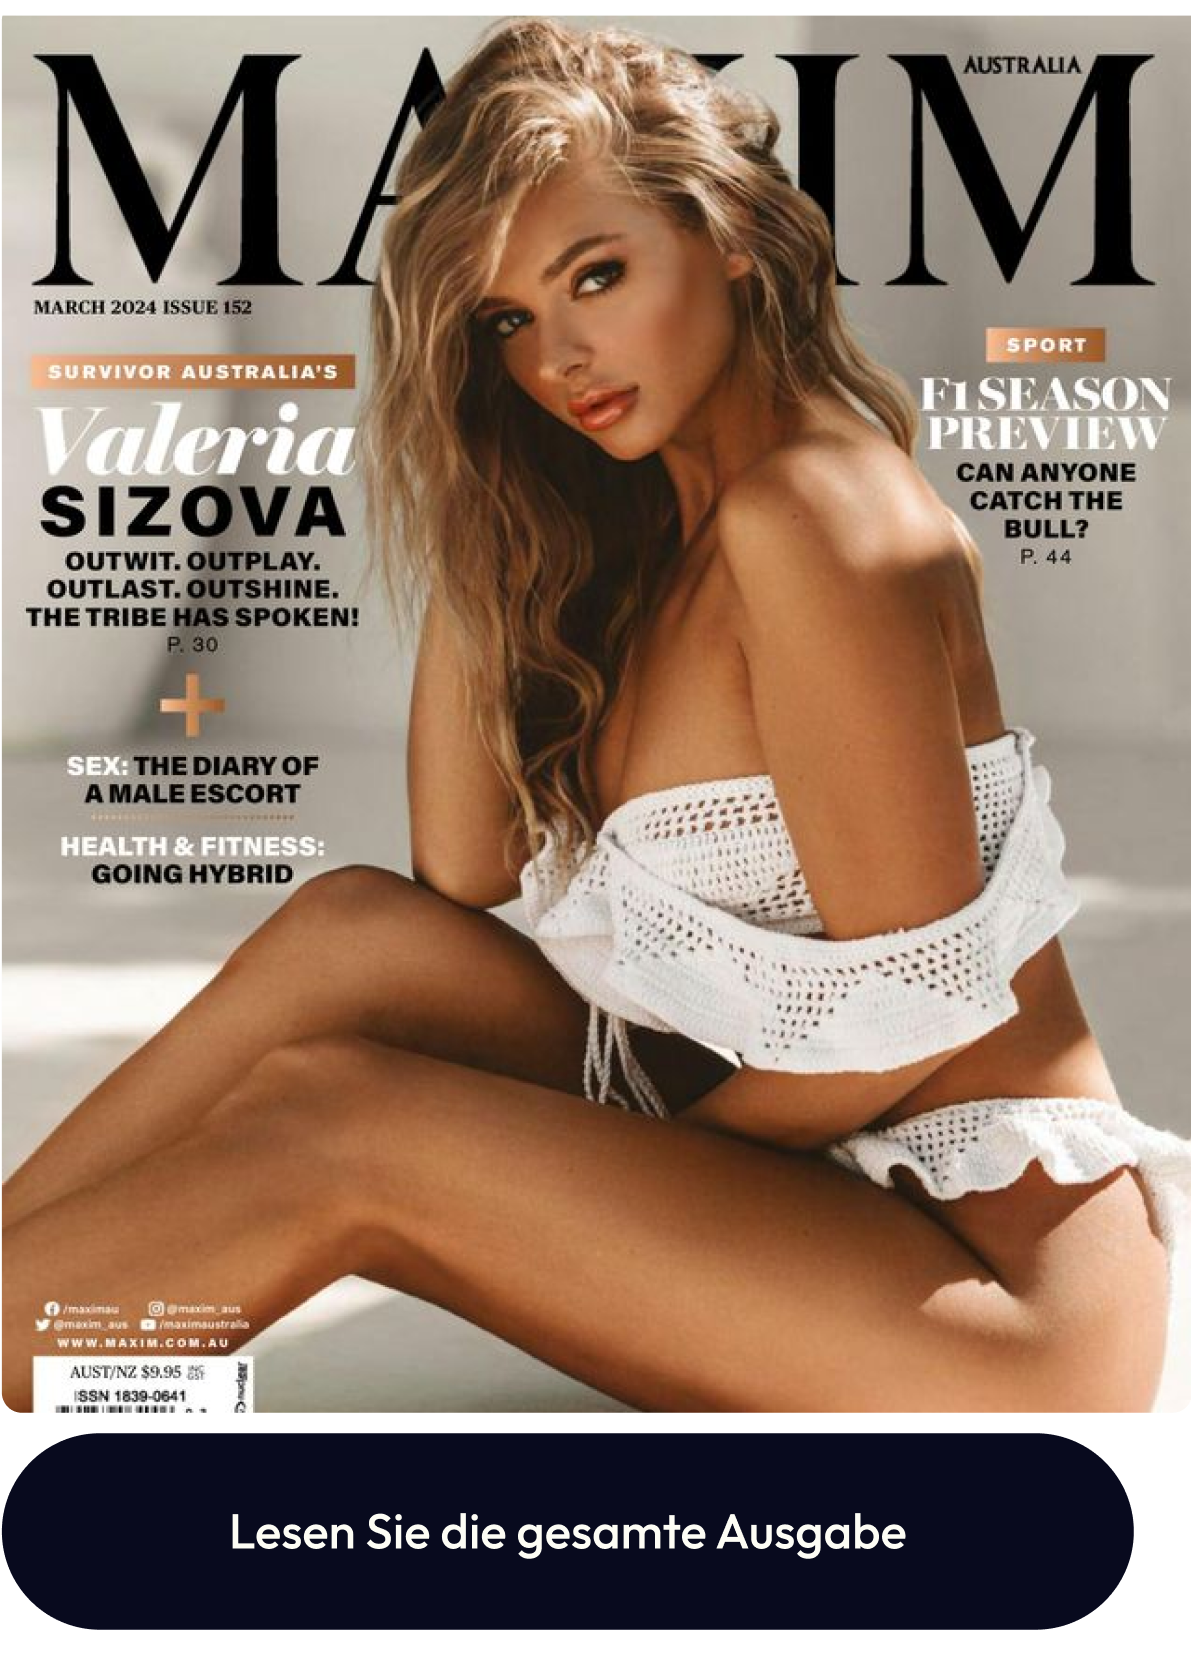 MAXIM
AUSTRALIA
MARCH 2024 ISSUE 152
SURVIVOR AUSTRALIA'S
Valeria
SIZOVA
OUTWIT. OUTPLAY.
OUTLAST. OUTSHINE.
THE TRIBE HAS SPOKEN!
P. 30
+
SEX: THE DIARY OF
A MALE ESCORT
HEALTH & FITNESS:
GOING HYBRID
SPORT
F1 SEASON
PREVIEW
CAN ANYONE
CATCH THE
BULL?
P. 44
/maximau @maxim_aus
@maxim_aus /maximaustralia
WWW.MAXIM.COM.AU
AUST/NZ $9.95 INC GST
ISSN 1839-0641
Lesen Sie die gesamte Ausgabe